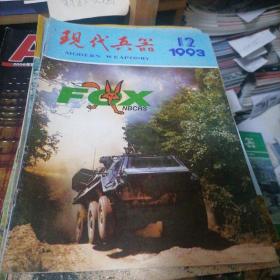 现代兵器
MODERN WEAPONRY
12
1993
FOX
NBCRS